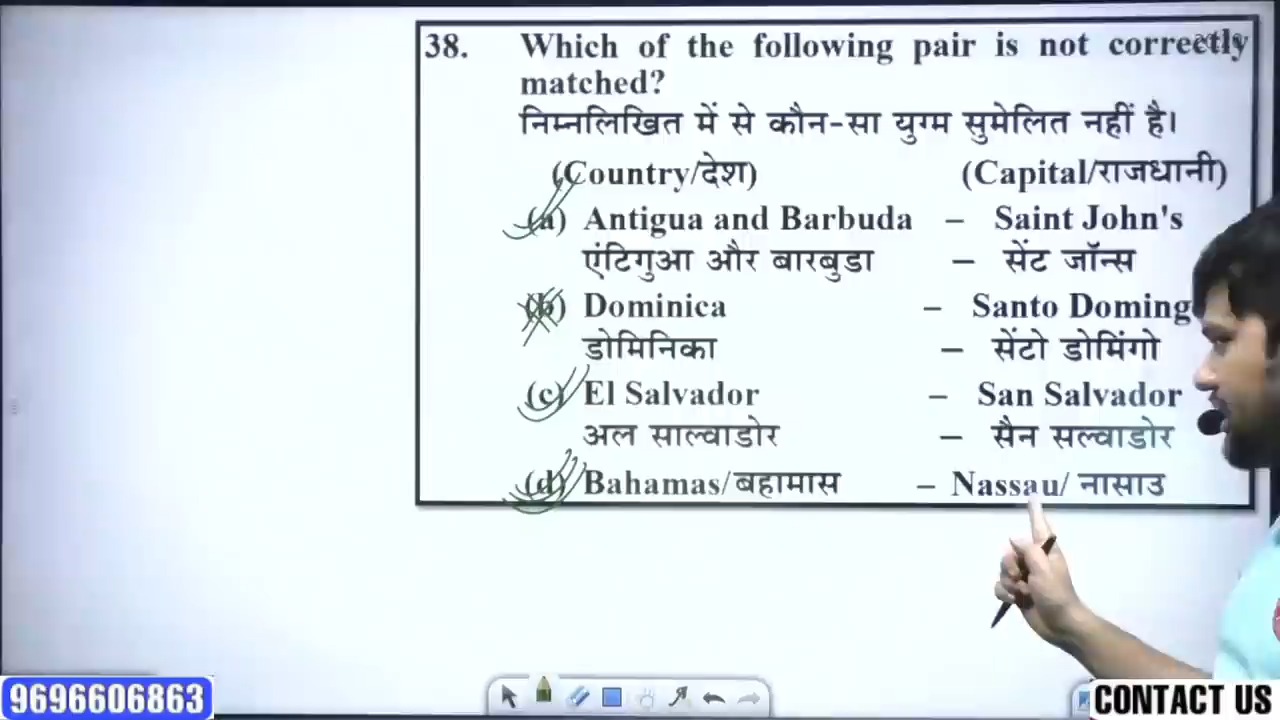 38. Which of the following pair is not correctly
matched?
निम्नलिखित में से कौन-सा युग्म सुमेलित नहीं है।
(Country/देश) (Capital/राजधानी)
(a) Antigua and Barbuda – Saint John's
एंटिगुआ और बारबुडा – सेंट जॉन्स
(b) Dominica – Santo Doming
डोमिनिका – सेंटो डोमिंगो
(c) El Salvador – San Salvador
अल साल्वाडोर – सैन सल्वाडोर
(d) Bahamas/बहामास – Nassau/ नासाउ
9696606863
CONTACT US